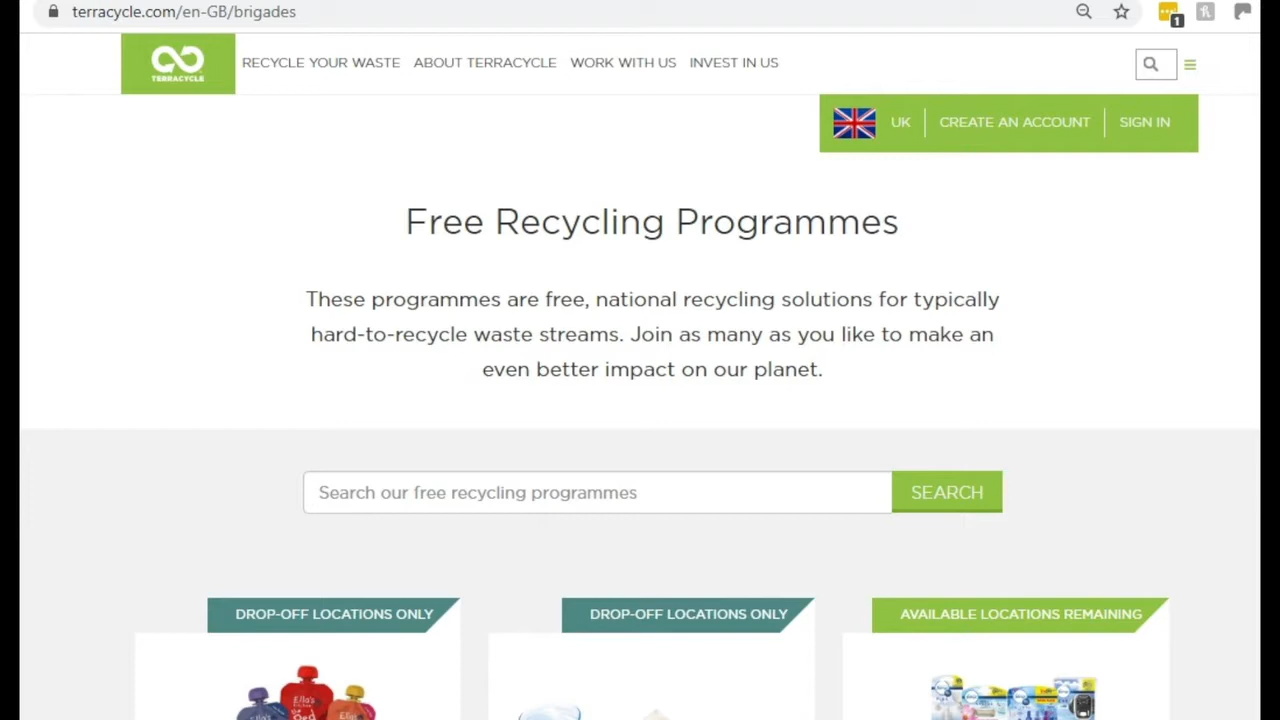 terracycle.com/en-GB/brigades
1
TERRACYCLE
RECYCLE YOUR WASTE ABOUT TERRACYCLE WORK WITH US INVEST IN US
UK CREATE AN ACCOUNT SIGN IN
Free Recycling Programmes
These programmes are free, national recycling solutions for typically
hard-to-recycle waste streams. Join as many as you like to make an
even better impact on our planet.
Search our free recycling programmes SEARCH
DROP-OFF LOCATIONS ONLY DROP-OFF LOCATIONS ONLY AVAILABLE LOCATIONS REMAINING
Ella's